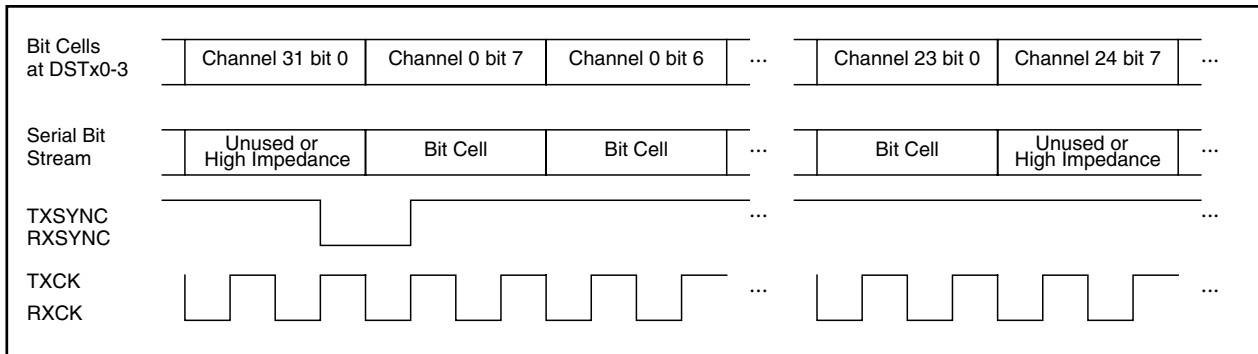 Bit Cells
at DSTx0-3
Channel 31 bit 0
Channel 0 bit 7
Channel 0 bit 6
...
Channel 23 bit 0
Channel 24 bit 7
...
Serial Bit
Stream
Unused or
High Impedance
Bit Cell
Bit Cell
...
Bit Cell
Unused or
High Impedance
...
TXSYNC
RXSYNC
...
...
TXCK
RXCK
...
...